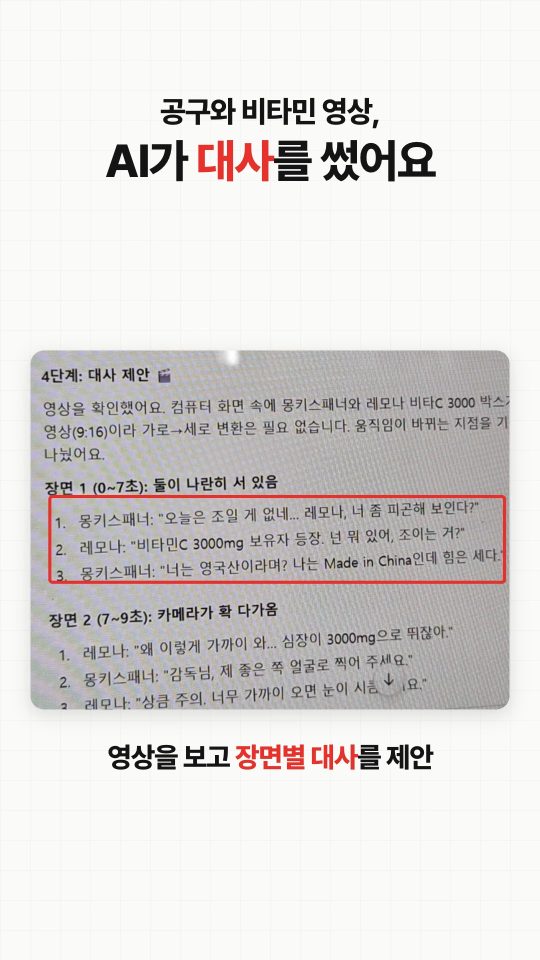 공구와 비타민 영상,
AI가 대사를 썼어요
4단계: 대사 제안 🎬
영상을 확인했어요. 컴퓨터 화면 속에 몽키스패너와 레모나 비타C 3000 박스가
영상(9:16)이라 가로→세로 변환은 필요 없습니다. 움직임이 바뀌는 지점을 기
나눴어요.
장면 1 (0~7초): 둘이 나란히 서 있음
1. 몽키스패너: "오늘은 조일 게 없네... 레모나, 너 좀 피곤해 보인다?"
2. 레모나: "비타민C 3000mg 보유자 등장. 넌 뭐 있어, 조이는 거?"
3. 몽키스패너: "너는 영국산이라며? 나는 Made in China인데 힘은 세다."
장면 2 (7~9초): 카메라가 확 다가옴
1. 레모나: "왜 이렇게 가까이 와... 심장이 3000mg으로 뛰잖아."
2. 몽키스패너: "감독님, 제 좋은 쪽 얼굴로 찍어 주세요."
3. 레모나: "상큼 주의. 너무 가까이 오면 눈이 시큼
영상을 보고 장면별 대사를 제안